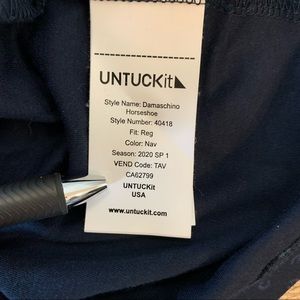 UNTUCKit
Style Name: Damaschino
Horseshoe
Style Number: 40418
Fit: Reg
Color: Nav
Season: 2020 SP 1
VEND Code: TAV
CA62799
UNTUCKit
USA
www.untuckit.com